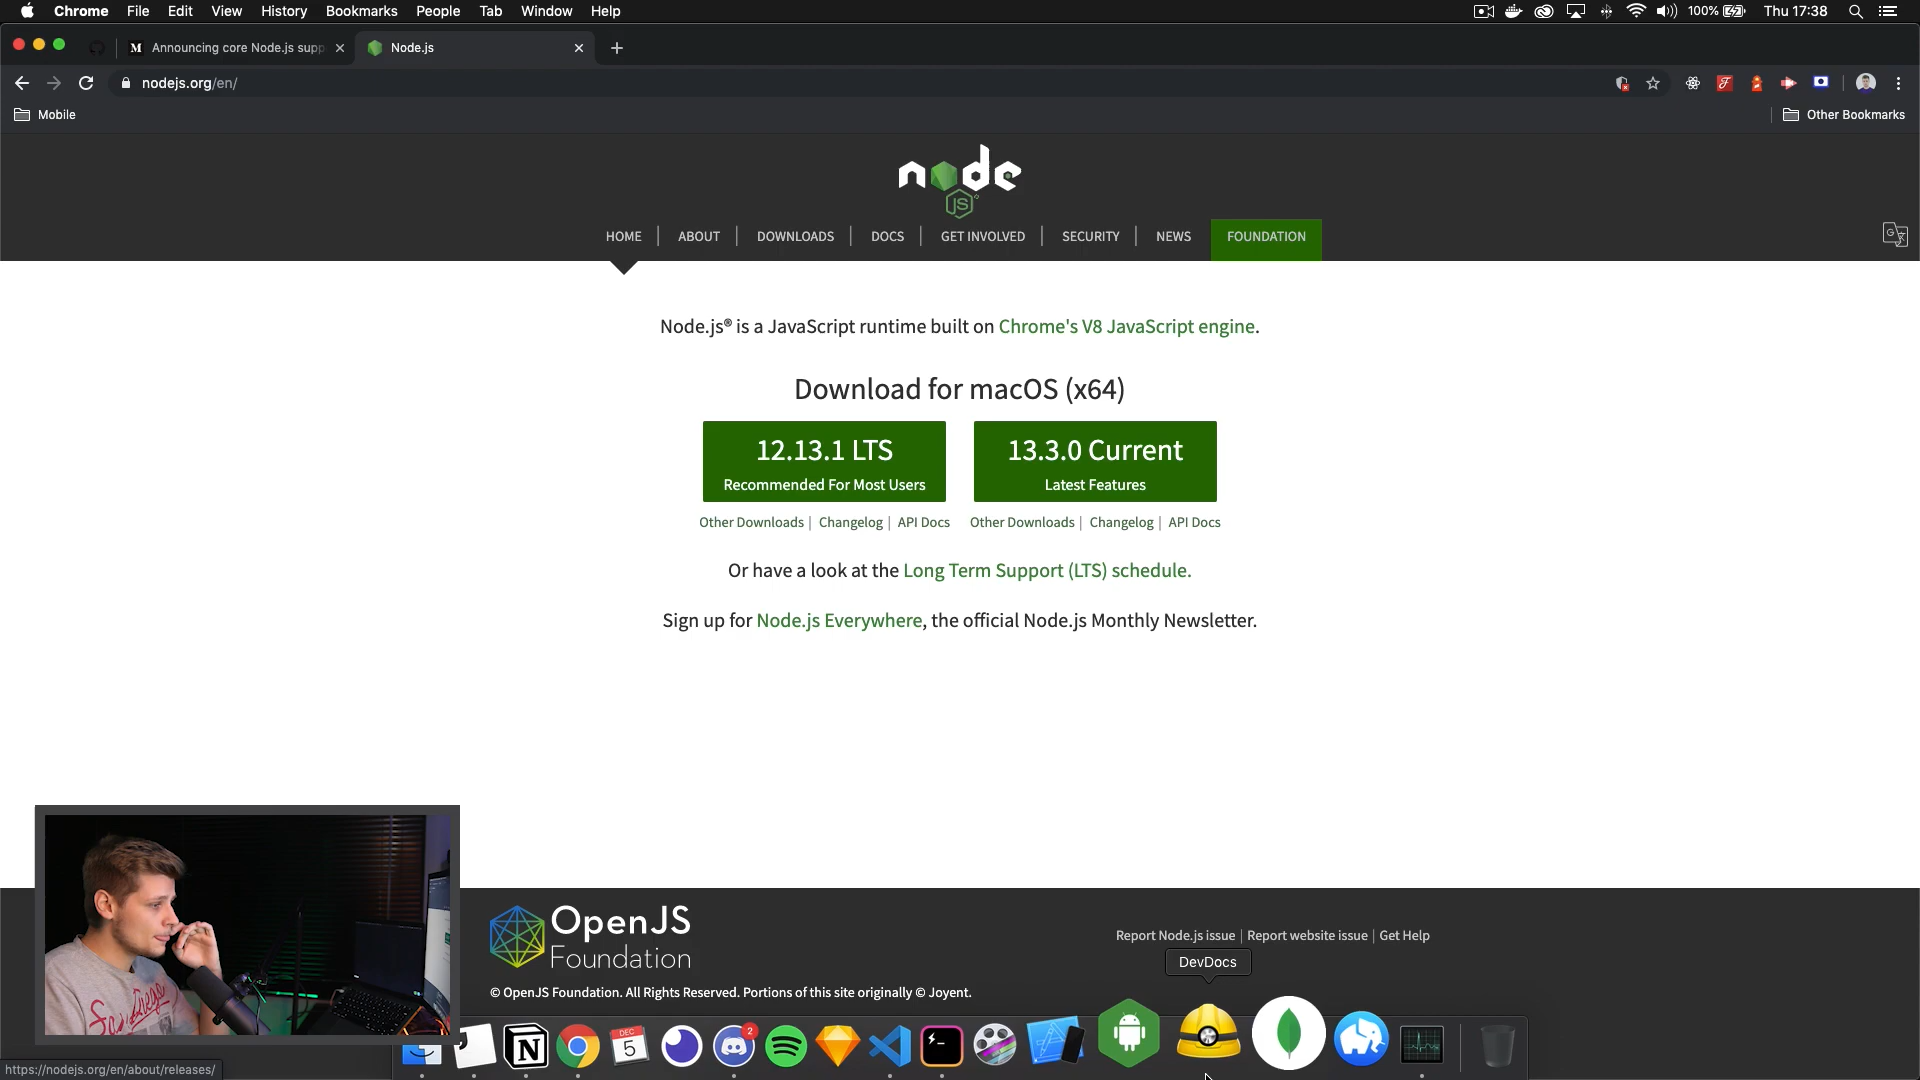 Chrome File Edit View History Bookmarks People Tab Window Help
100% Thu 17:38
M Announcing core Node.js supp
Node.js
nodejs.org/en/
Mobile
Other Bookmarks
node
JS
HOME ABOUT DOWNLOADS DOCS GET INVOLVED SECURITY NEWS FOUNDATION
Node.js® is a JavaScript runtime built on Chrome's V8 JavaScript engine.
Download for macOS (x64)
12.13.1 LTS
Recommended For Most Users
13.3.0 Current
Latest Features
Other Downloads | Changelog | API Docs
Other Downloads | Changelog | API Docs
Or have a look at the Long Term Support (LTS) schedule.
Sign up for Node.js Everywhere, the official Node.js Monthly Newsletter.
OpenJS
Foundation
Report Node.js issue | Report website issue | Get Help
DevDocs
© OpenJS Foundation. All Rights Reserved. Portions of this site originally © Joyent.
DEC
5
2
https://nodejs.org/en/about/releases/